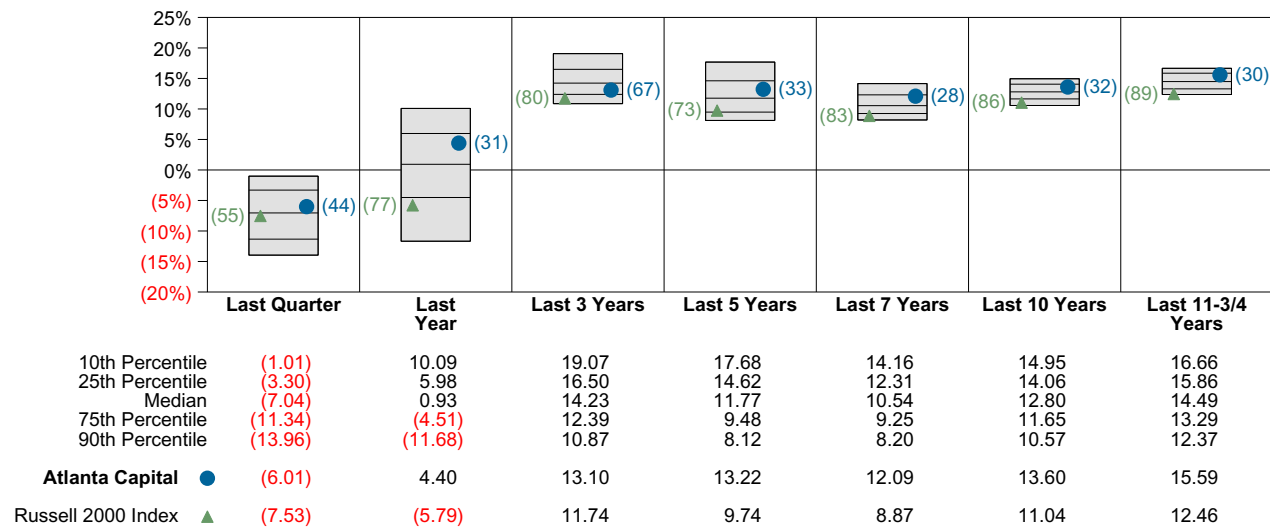 25%
20%
15%
10%
5%
0%
(5%)
(10%)
(15%)
(20%)
(55) (44)
(77) (31)
(80) (67)
(73) (33)
(83) (28)
(86) (32)
(89) (30)
Last Quarter Last Year Last 3 Years Last 5 Years Last 7 Years Last 10 Years Last 11-3/4 Years
10th Percentile (1.01) 10.09 19.07 17.68 14.16 14.95 16.66
25th Percentile (3.30) 5.98 16.50 14.62 12.31 14.06 15.86
Median (7.04) 0.93 14.23 11.77 10.54 12.80 14.49
75th Percentile (11.34) (4.51) 12.39 9.48 9.25 11.65 13.29
90th Percentile (13.96) (11.68) 10.87 8.12 8.20 10.57 12.37
Atlanta Capital (6.01) 4.40 13.10 13.22 12.09 13.60 15.59
Russell 2000 Index (7.53) (5.79) 11.74 9.74 8.87 11.04 12.46